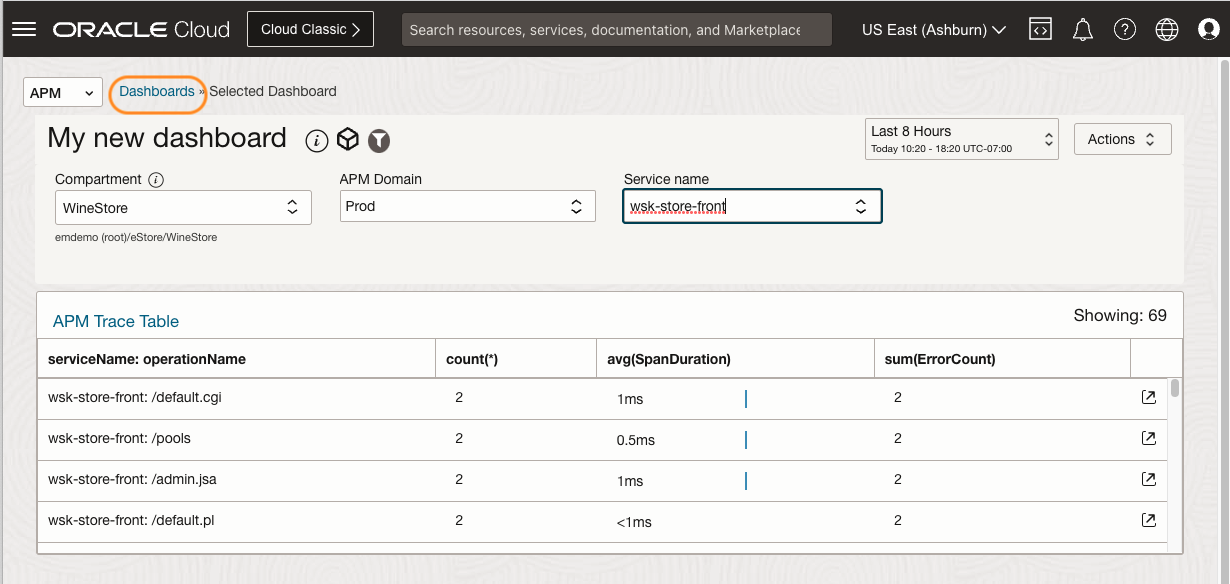 ORACLE Cloud Cloud Classic Search resources, services, documentation, and Marketplace US East (Ashburn)
APM Dashboards » Selected Dashboard
My new dashboard
Last 8 Hours
Today 10:20 - 18:20 UTC-07:00
Actions
Compartment APM Domain Service name
WineStore Prod wsk-store-front
emdemo (root)/eStore/WineStore
APM Trace Table Showing: 69
serviceName: operationName count(*) avg(SpanDuration) sum(ErrorCount)
wsk-store-front: /default.cgi 2 1ms 2
wsk-store-front: /pools 2 0.5ms 2
wsk-store-front: /admin.jsa 2 1ms 2
wsk-store-front: /default.pl 2 <1ms 2